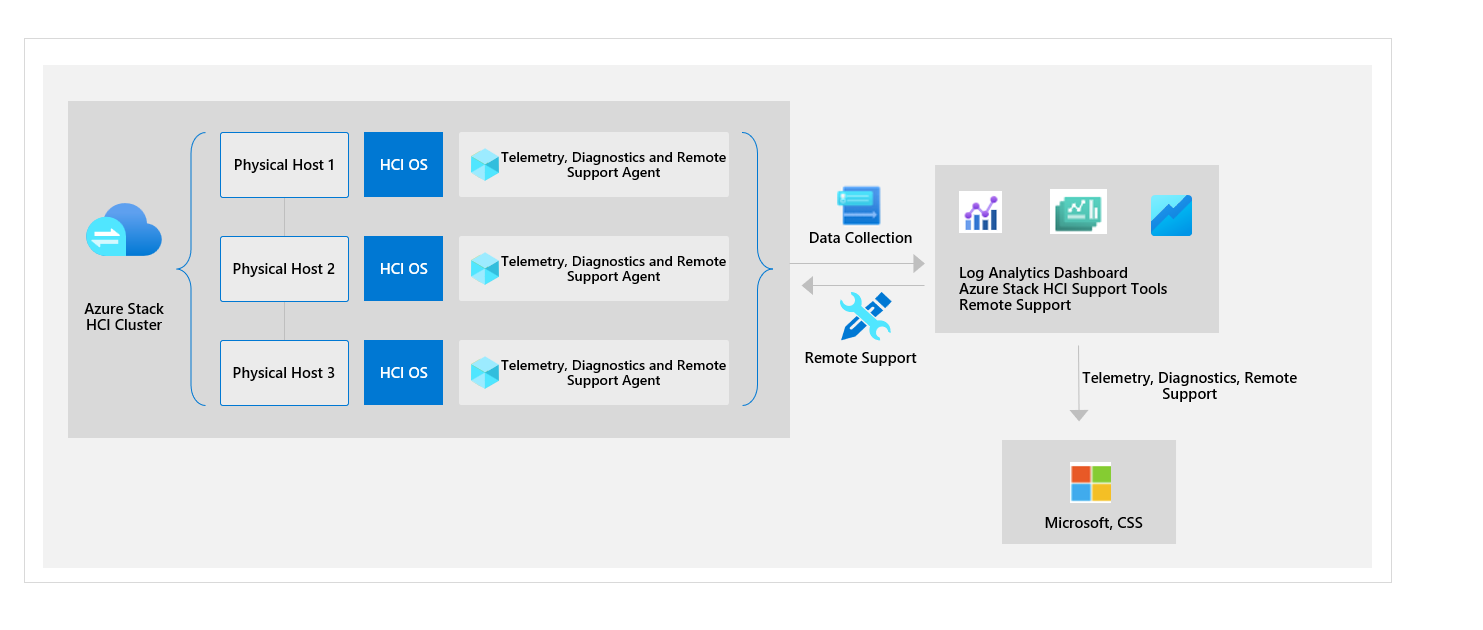 Azure Stack
HCI Cluster
Physical Host 1
HCI OS
Telemetry, Diagnostics and Remote
Support Agent
Physical Host 2
HCI OS
Telemetry, Diagnostics and Remote
Support Agent
Physical Host 3
HCI OS
Telemetry, Diagnostics and Remote
Support Agent
Data Collection
Remote Support
Log Analytics Dashboard
Azure Stack HCI Support Tools
Remote Support
Telemetry, Diagnostics, Remote
Support
Microsoft, CSS